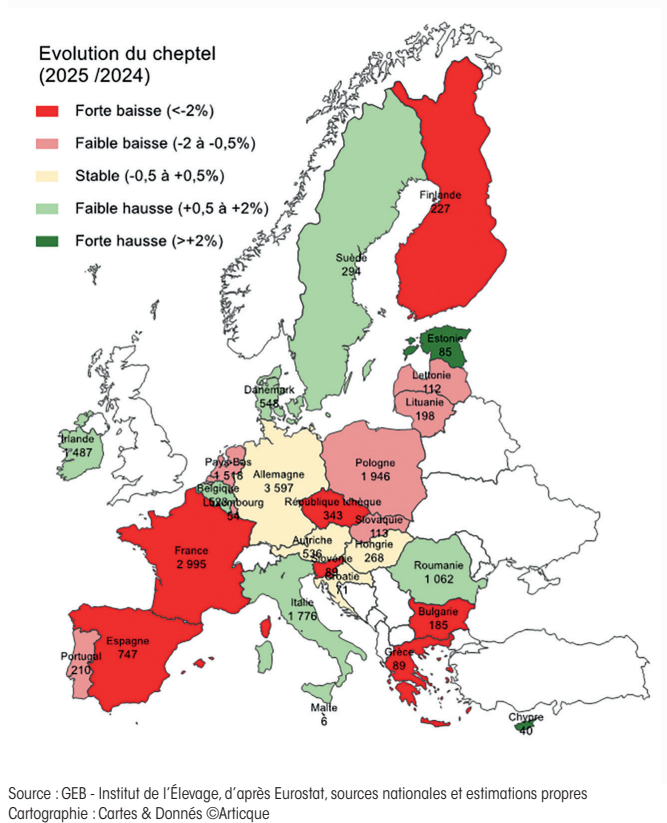 Evolution du cheptel
(2025 /2024)
Forte baisse (<-2%)
Faible baisse (-2 à -0,5%)
Stable (-0,5 à +0,5%)
Faible hausse (+0,5 à +2%)
Forte hausse (>+2%)
Finlande
227
Suède
294
Estonie
85
Lettonie
112
Lituanie
198
Danemark
548
Irlande
1 487
Pays-Bas
1 518
Belgique
Luxembourg
54
Allemagne
3 597
Pologne
1 946
République tchèque
343
Slovaquie
113
Autriche
536
Hongrie
268
Slovénie
89
Croatie
71
France
2 995
Roumanie
1 062
Italie
1 776
Bulgarie
185
Espagne
747
Portugal
210
Grèce
89
Malte
6
Chypre
40
Source : GEB - Institut de l'Élevage, d'après Eurostat, sources nationales et estimations propres
Cartographie : Cartes & Donnés ©Articque